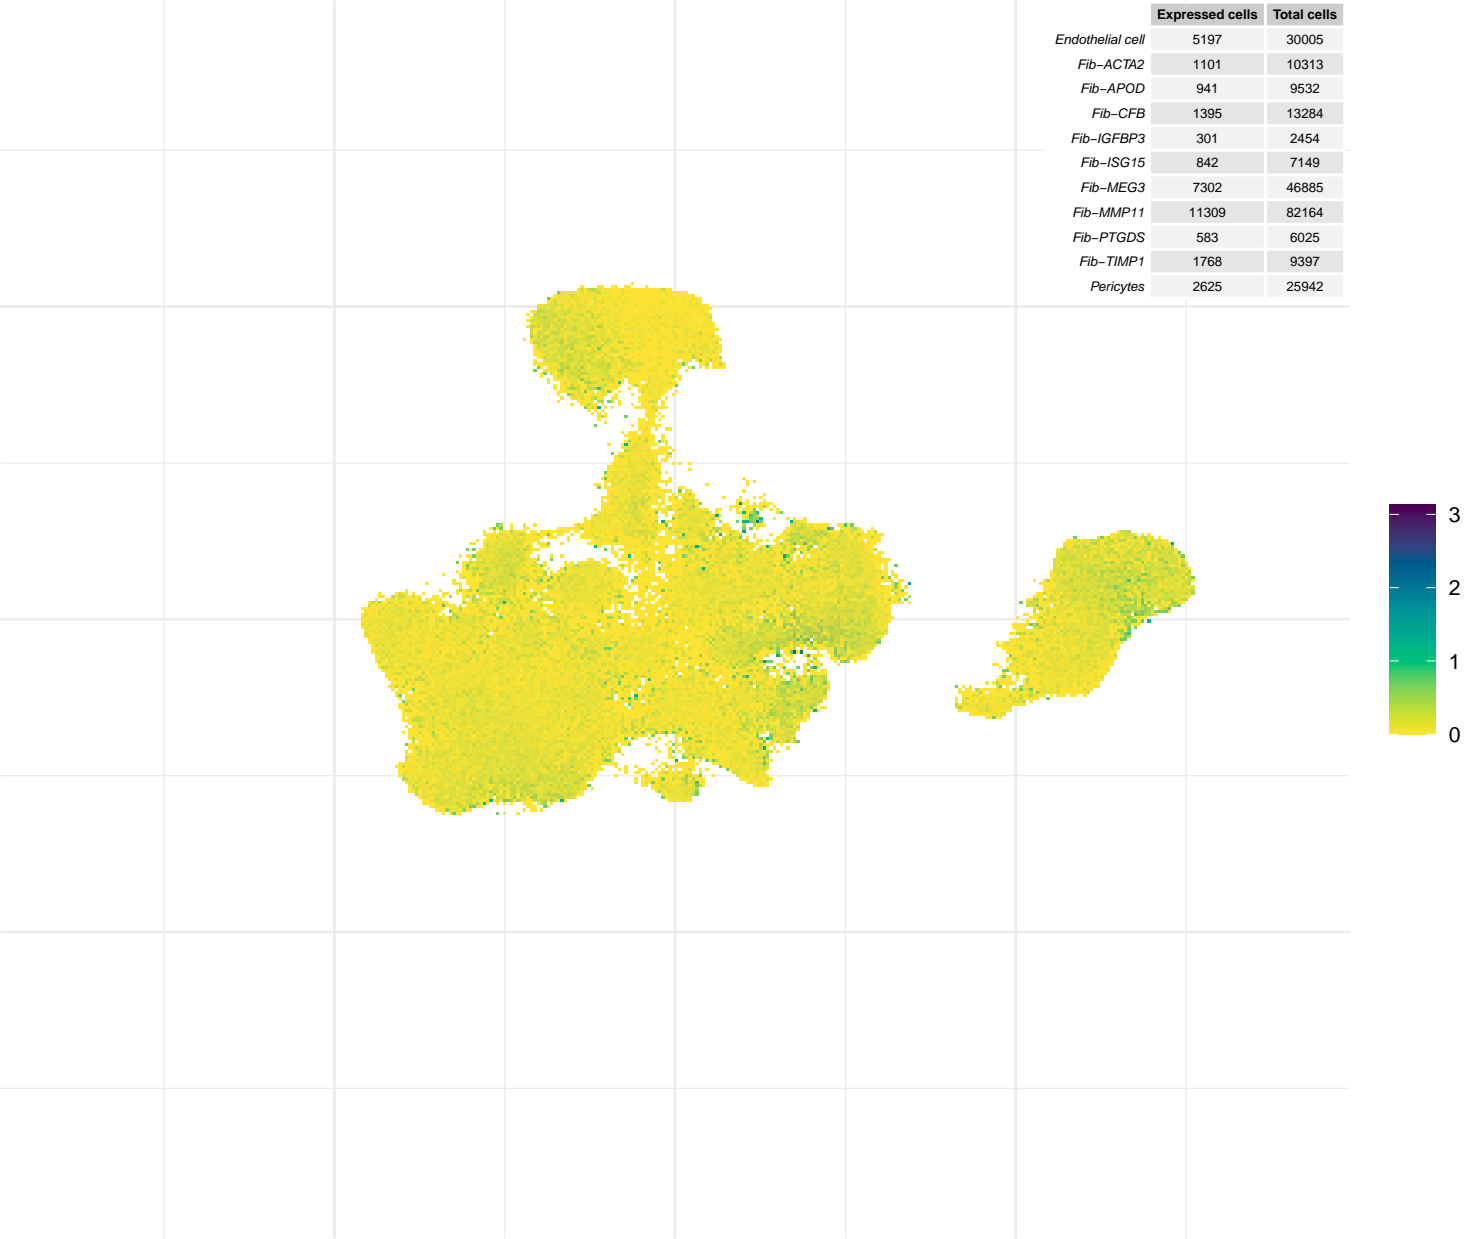 Expressed cells Total cells
Endothelial cell 5197 30005
Fib−ACTA2 1101 10313
Fib−APOD 941 9532
Fib−CFB 1395 13284
Fib−IGFBP3 301 2454
Fib−ISG15 842 7149
Fib−MEG3 7302 46885
Fib−MMP11 11309 82164
Fib−PTGDS 583 6025
Fib−TIMP1 1768 9397
Pericytes 2625 25942
3
2
1
0